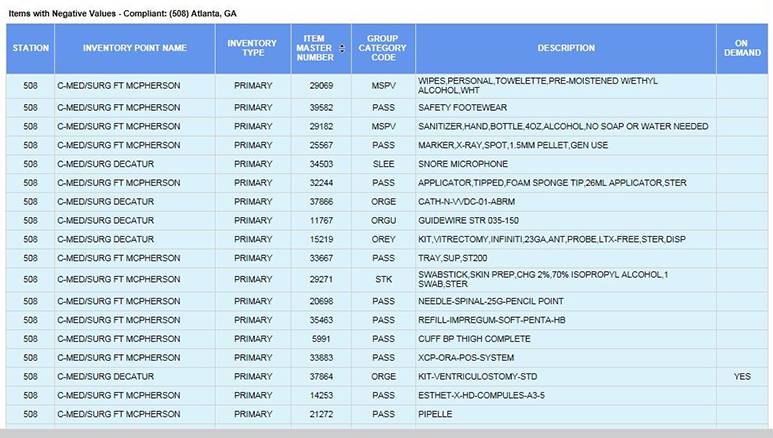 Items with Negative Values - Compliant: (508) Atlanta, GA
STATION INVENTORY POINT NAME INVENTORY TYPE ITEM MASTER NUMBER GROUP CATEGORY CODE DESCRIPTION ON DEMAND
508 C-MED/SURG FT MCPHERSON PRIMARY 29069 MSPV WIPES,PERSONAL,TOWELETTE,PRE-MOISTENED W/ETHYL
ALCOHOL,WHT
508 C-MED/SURG FT MCPHERSON PRIMARY 39582 PASS SAFETY FOOTEWEAR
508 C-MED/SURG FT MCPHERSON PRIMARY 29182 MSPV SANITIZER,HAND,BOTTLE,4OZ,ALCOHOL,NO SOAP OR WATER NEEDED
508 C-MED/SURG FT MCPHERSON PRIMARY 25567 PASS MARKER,X-RAY,SPOT,1.5MM PELLET,GEN USE
508 C-MED/SURG DECATUR PRIMARY 34503 SLEE SNORE MICROPHONE
508 C-MED/SURG FT MCPHERSON PRIMARY 32244 PASS APPLICATOR,TIPPED,FOAM SPONGE TIP,26ML APPLICATOR,STER
508 C-MED/SURG DECATUR PRIMARY 37866 ORGE CATH-N-VVDC-01-ABRM
508 C-MED/SURG DECATUR PRIMARY 11767 ORGU GUIDEWIRE STR 035-150
508 C-MED/SURG DECATUR PRIMARY 15219 OREY KIT,VITRECTOMY,INFINITI,23GA,ANT,PROBE,LTX-FREE,STER,DISP
508 C-MED/SURG FT MCPHERSON PRIMARY 33667 PASS TRAY,SUP,ST200
508 C-MED/SURG FT MCPHERSON PRIMARY 29271 STK SWABSTICK,SKIN PREP,CHG 2%,70% ISOPROPYL ALCOHOL,1
SWAB,STER
508 C-MED/SURG FT MCPHERSON PRIMARY 20698 PASS NEEDLE-SPINAL-25G-PENCIL POINT
508 C-MED/SURG FT MCPHERSON PRIMARY 35463 PASS REFILL-IMPREGUM-SOFT-PENTA-HB
508 C-MED/SURG FT MCPHERSON PRIMARY 5991 PASS CUFF BP THIGH COMPLETE
508 C-MED/SURG FT MCPHERSON PRIMARY 33883 PASS XCP-ORA-POS-SYSTEM
508 C-MED/SURG DECATUR PRIMARY 37864 ORGE KIT-VENTRICULOSTOMY-STD YES
508 C-MED/SURG FT MCPHERSON PRIMARY 14253 PASS ESTHET-X-HD-COMPULES-A3-5
508 C-MED/SURG FT MCPHERSON PRIMARY 21272 PASS PIPELLE